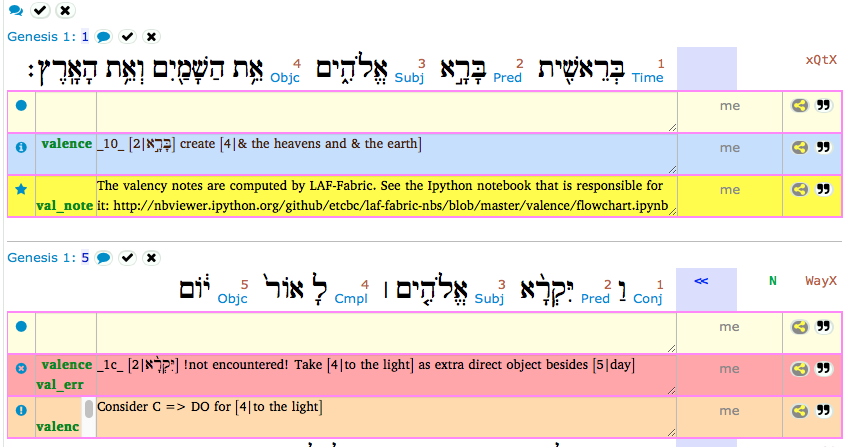 Genesis 1: 1
בְּרֵאשִׁ֖ית 1 Time בָּרָ֣א 2 Pred אֱלֹהִ֑ים 3 Subj אֵ֥ת הַשָּׁמַ֖יִם וְאֵ֥ת הָאָֽרֶץ׃ 4 Objc xQtX
me
valence _10_ [2|בָּרָ֣א] create [4|& the heavens and & the earth] me
The valency notes are computed by LAF-Fabric. See the Ipython notebook that is responsible for
val_note it: http://nbviewer.ipython.org/github/etcbc/laf-fabric-nbs/blob/master/valence/flowchart.ipynb me
Genesis 1: 5
וַ 1 Conj יִּקְרָ֨א 2 Pred אֱלֹהִ֤ים ׀ 3 Subj לָ אוֹר֙ 4 Cmpl י֔וֹם 5 Objc << N WayX
me
valence _1c_ [2|יִּקְרָ֨א] !not encountered! Take [4|to the light] as extra direct object besides [5|day] me
val_err
Consider C => DO for [4|to the light] me
valenc